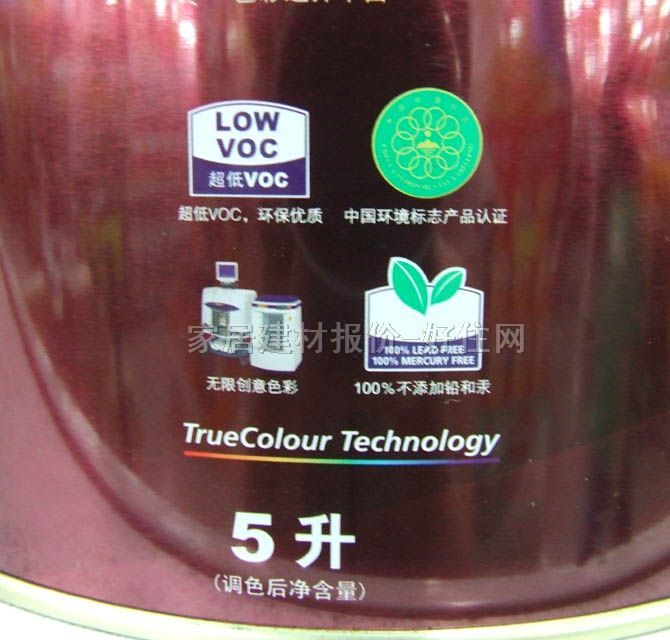 LOW
VOC
超低VOC
超低VOC，环保优质
中国环境标志产品认证
100% LEAD FREE
100% MERCURY FREE
无限创意色彩
100%不添加铅和汞
家居建材报价 好住网
TrueColour Technology
5升
(调色后净含量)